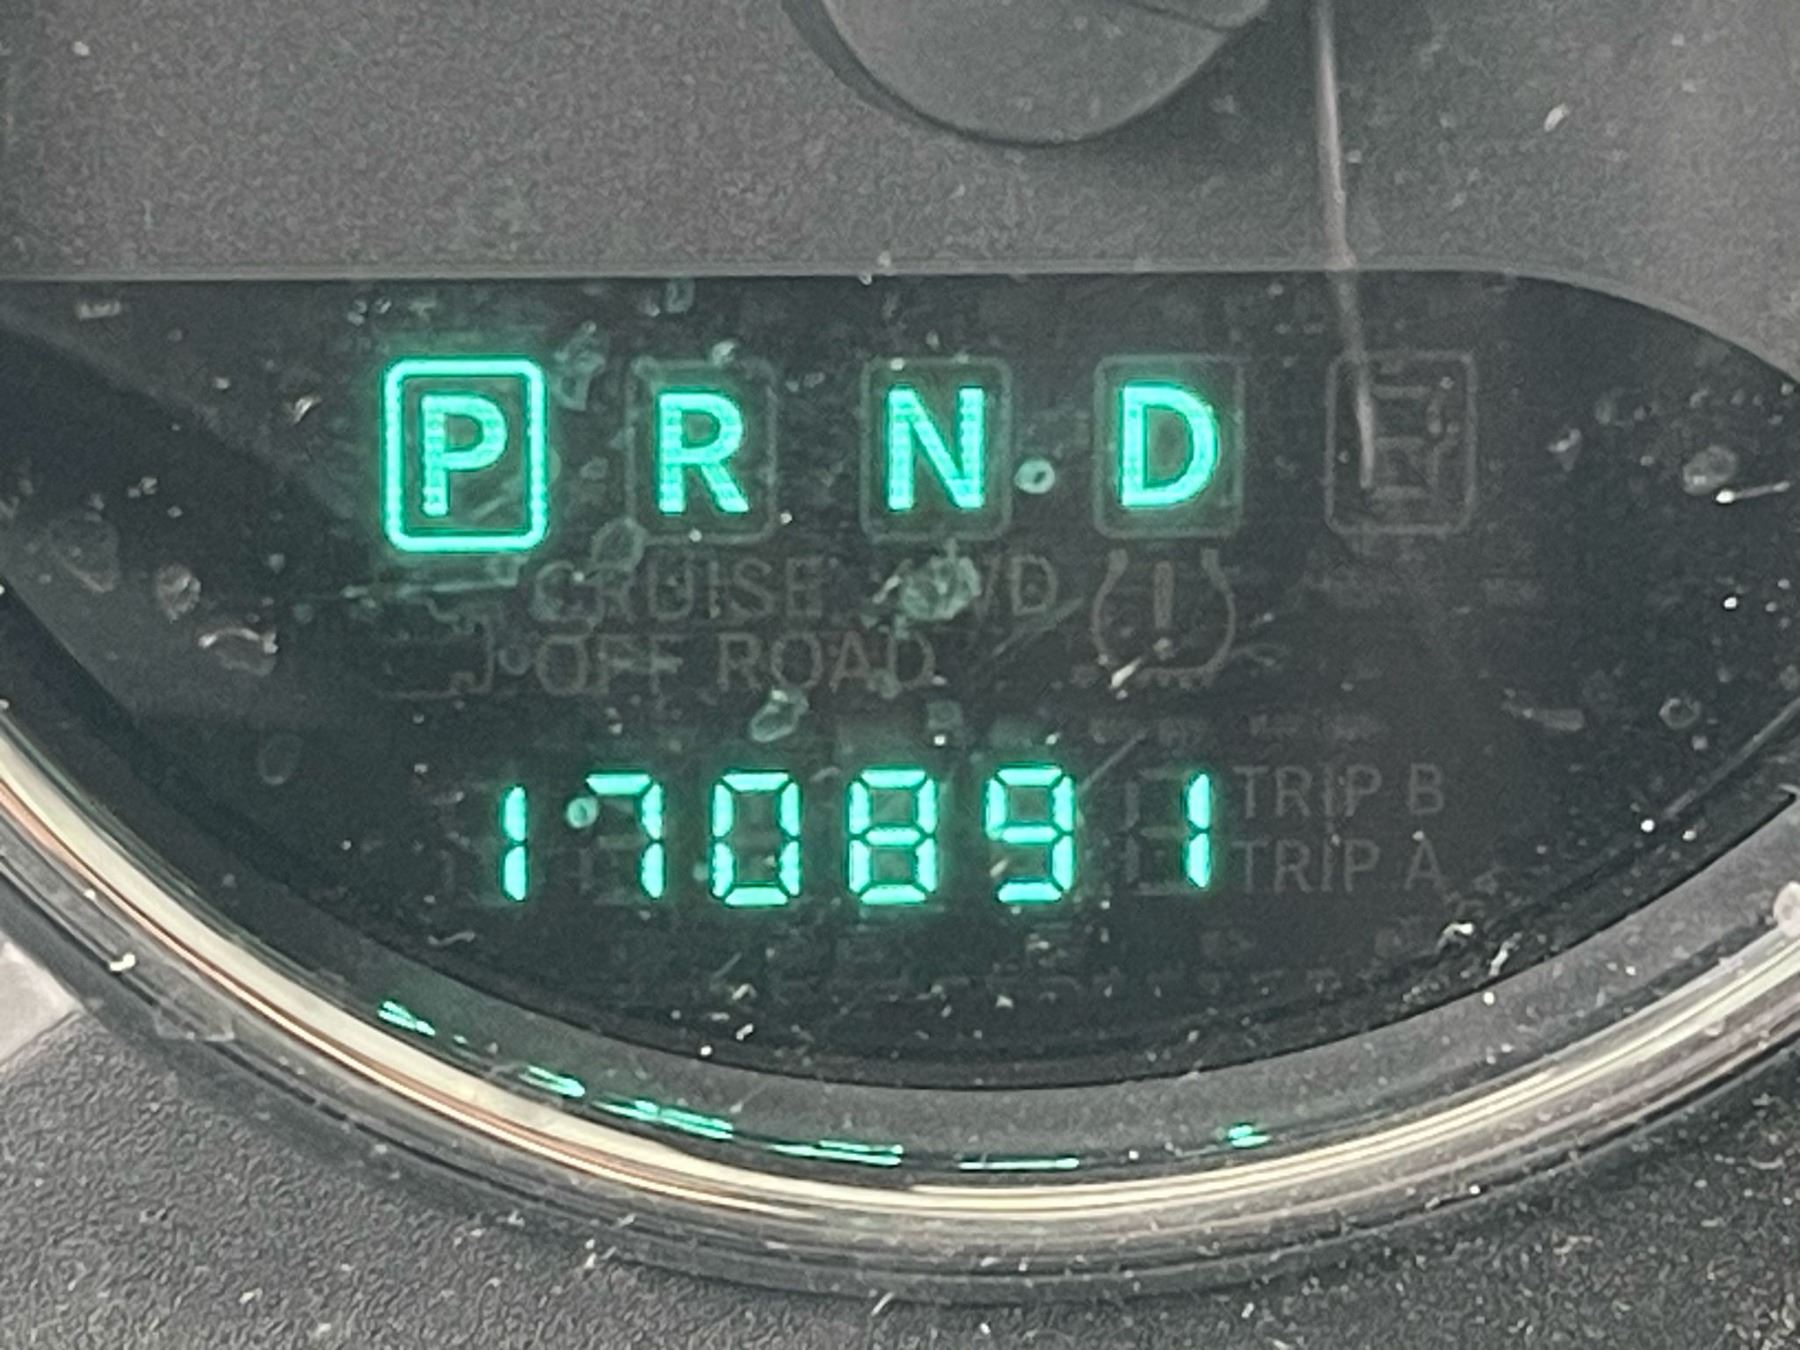 P R N D
CRUISE 4WD
OFF ROAD
170891
TRIP B
TRIP A